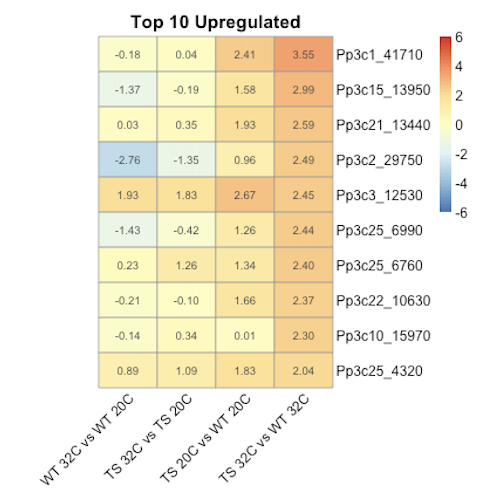 Top 10 Upregulated
-0.18 0.04 2.41 3.55 Pp3c1_41710
-1.37 -0.19 1.58 2.99 Pp3c15_13950
0.03 0.35 1.93 2.59 Pp3c21_13440
-2.76 -1.35 0.96 2.49 Pp3c2_29750
1.93 1.83 2.67 2.45 Pp3c3_12530
-1.43 -0.42 1.26 2.44 Pp3c25_6990
0.23 1.26 1.34 2.40 Pp3c25_6760
-0.21 -0.10 1.66 2.37 Pp3c22_10630
-0.14 0.34 0.01 2.30 Pp3c10_15970
0.89 1.09 1.83 2.04 Pp3c25_4320
WT 32C vs WT 20C
TS 32C vs TS 20C
TS 20C vs WT 20C
TS 32C vs WT 32C
6
4
2
0
-2
-4
-6